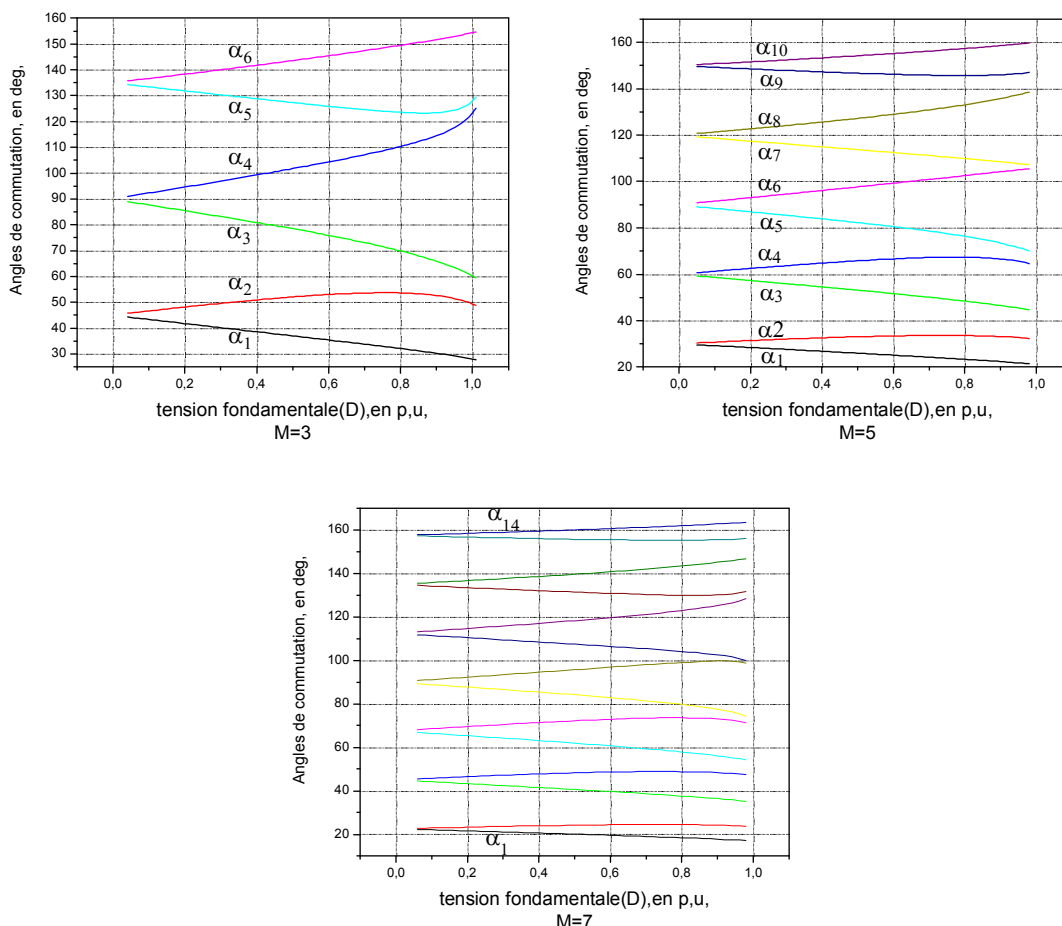 160
150
140
130
120
110
100
90
80
70
60
50
40
30
0,0 0,2 0,4 0,6 0,8 1,0
Angles de commutation, en deg,
α6
α5
α4
α3
α2
α1
tension fondamentale(D),en p,u,
M=3
160
140
120
100
80
60
40
20
0,0 0,2 0,4 0,6 0,8 1,0
Angles de commutation, en deg,
α10
α9
α8
α7
α6
α5
α4
α3
α2
α1
tension fondamentale(D),en p,u,
M=5
160
140
120
100
80
60
40
20
0,0 0,2 0,4 0,6 0,8 1,0
Angles de commutation, en deg,
α14
α1
tension fondamentale(D),en p,u,
M=7